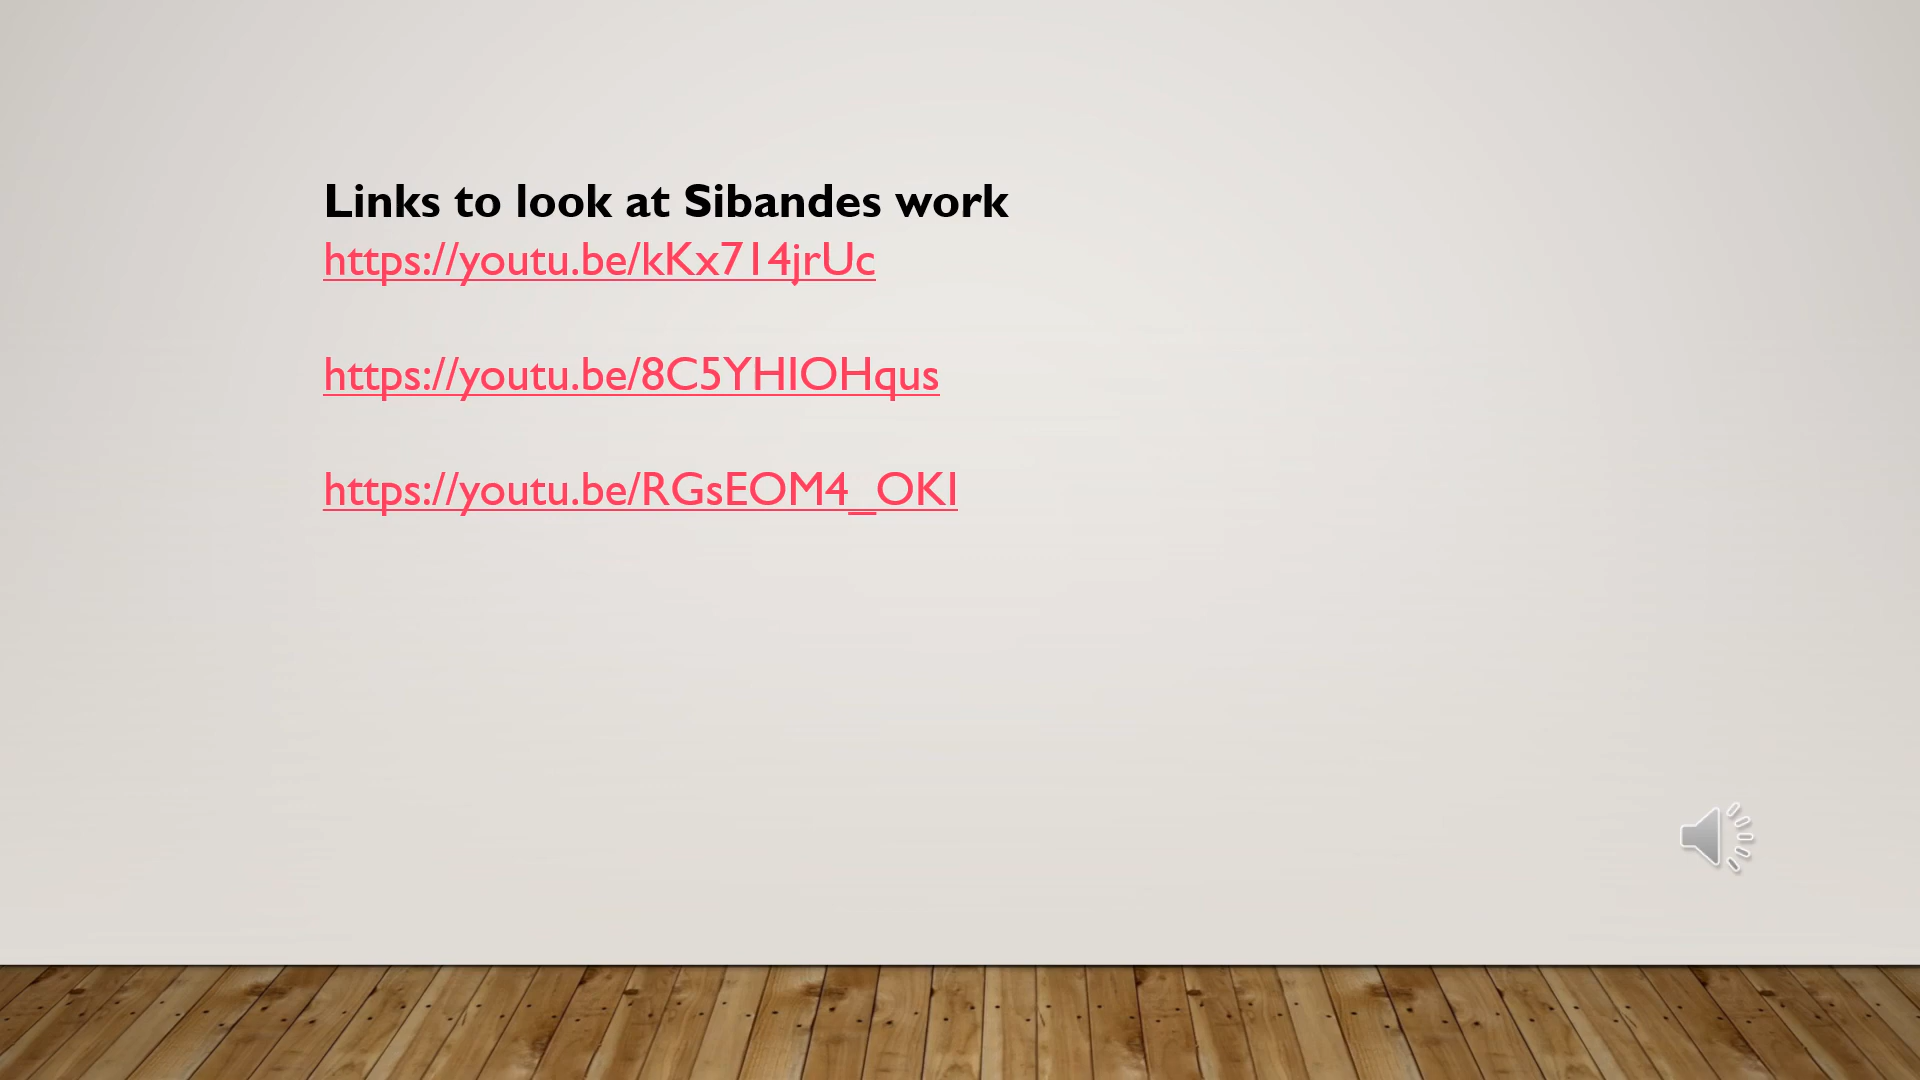 Links to look at Sibandes work
https://youtu.be/kKx714jrUc
https://youtu.be/8C5YHIOHqus
https://youtu.be/RGsEOM4_OKI